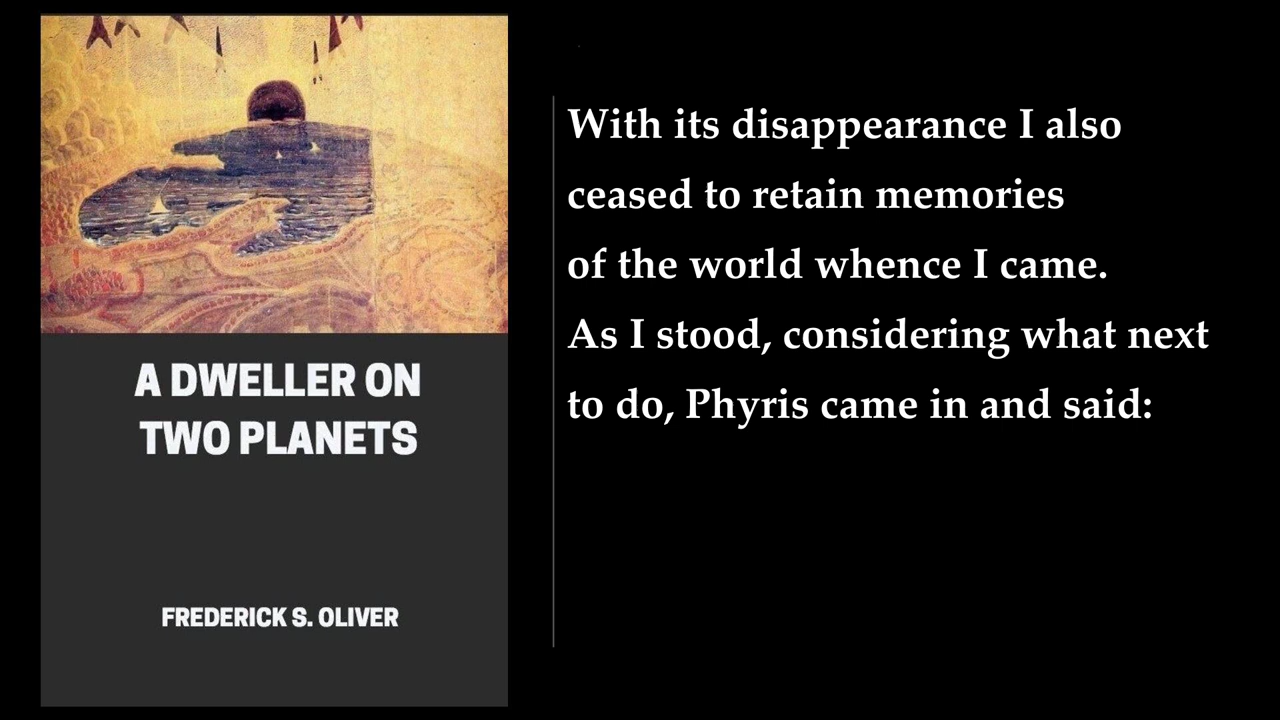 A DWELLER ON
TWO PLANETS
FREDERICK S. OLIVER
With its disappearance I also
ceased to retain memories
of the world whence I came.
As I stood, considering what next
to do, Phyris came in and said: